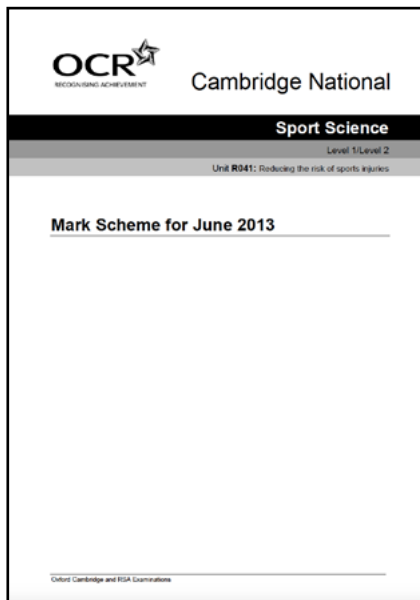 OCR
RECOGNISING ACHIEVEMENT
Cambridge National
Sport Science
Level 1/Level 2
Unit R041: Reducing the risk of sports injuries
Mark Scheme for June 2013
Oxford Cambridge and RSA Examinations